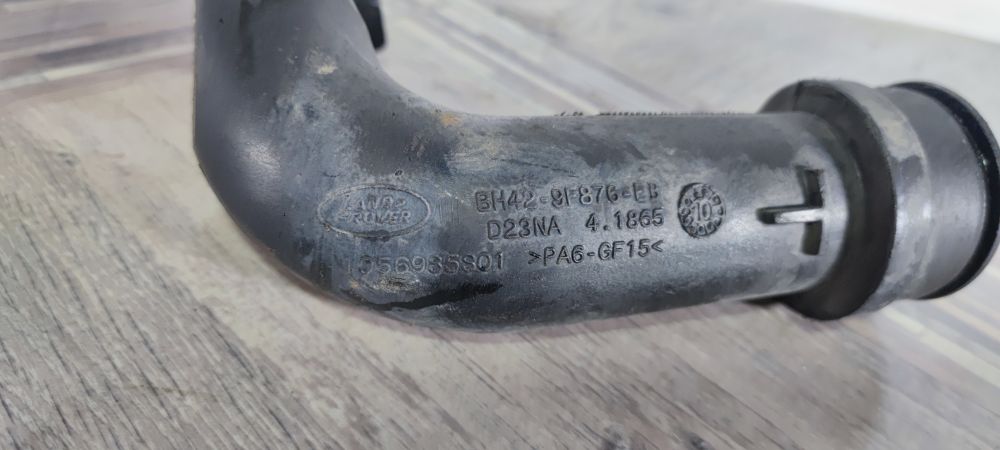 LAND
ROVER
BH42-9F876-EB
D23NA 4.1865
>PA6-GF15<
10